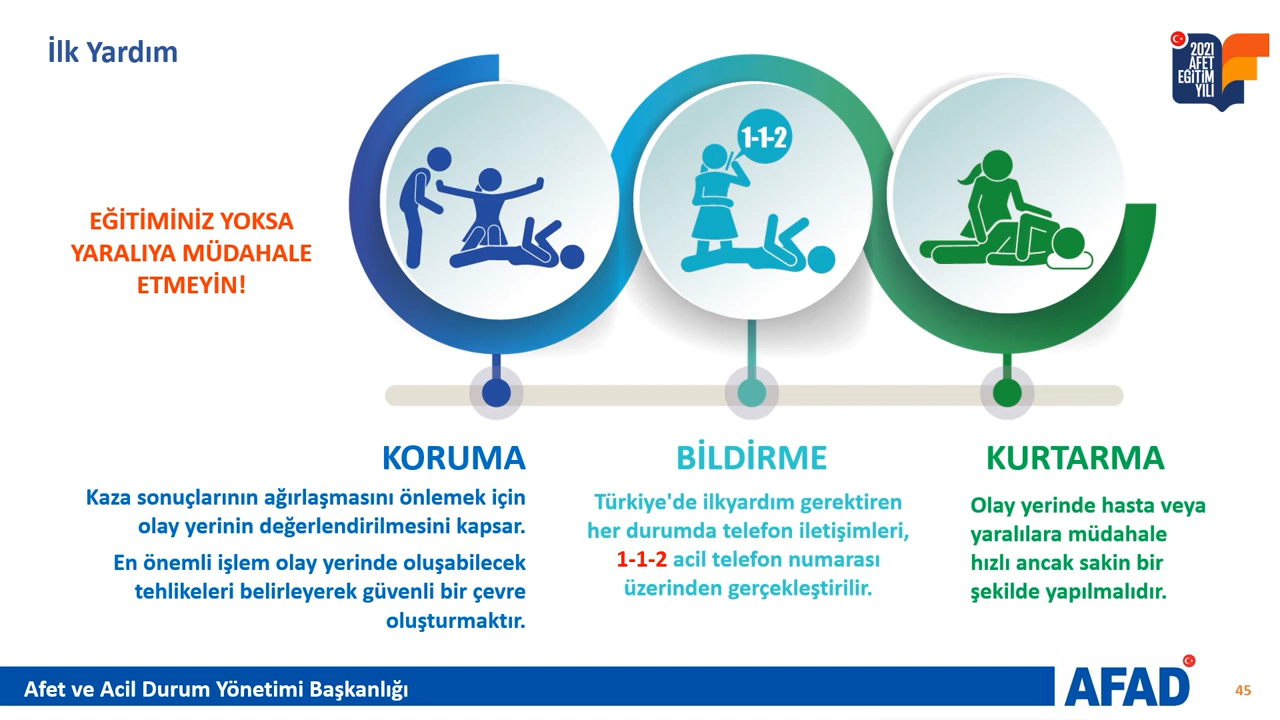 İlk Yardım
2021
AFET
EĞİTİM
YILI
EĞİTİMİNİZ YOKSA
YARALIYA MÜDAHALE
ETMEYİN!
1-1-2
KORUMA
Kaza sonuçlarının ağırlaşmasını önlemek için
olay yerinin değerlendirilmesini kapsar.
En önemli işlem olay yerinde oluşabilecek
tehlikeleri belirleyerek güvenli bir çevre
oluşturmaktır.
BİLDİRME
Türkiye'de ilkyardım gerektiren
her durumda telefon iletişimleri,
1-1-2 acil telefon numarası
üzerinden gerçekleştirilir.
KURTARMA
Olay yerinde hasta veya
yaralılara müdahale
hızlı ancak sakin bir
şekilde yapılmalıdır.
Afet ve Acil Durum Yönetimi Başkanlığı
AFAD
45